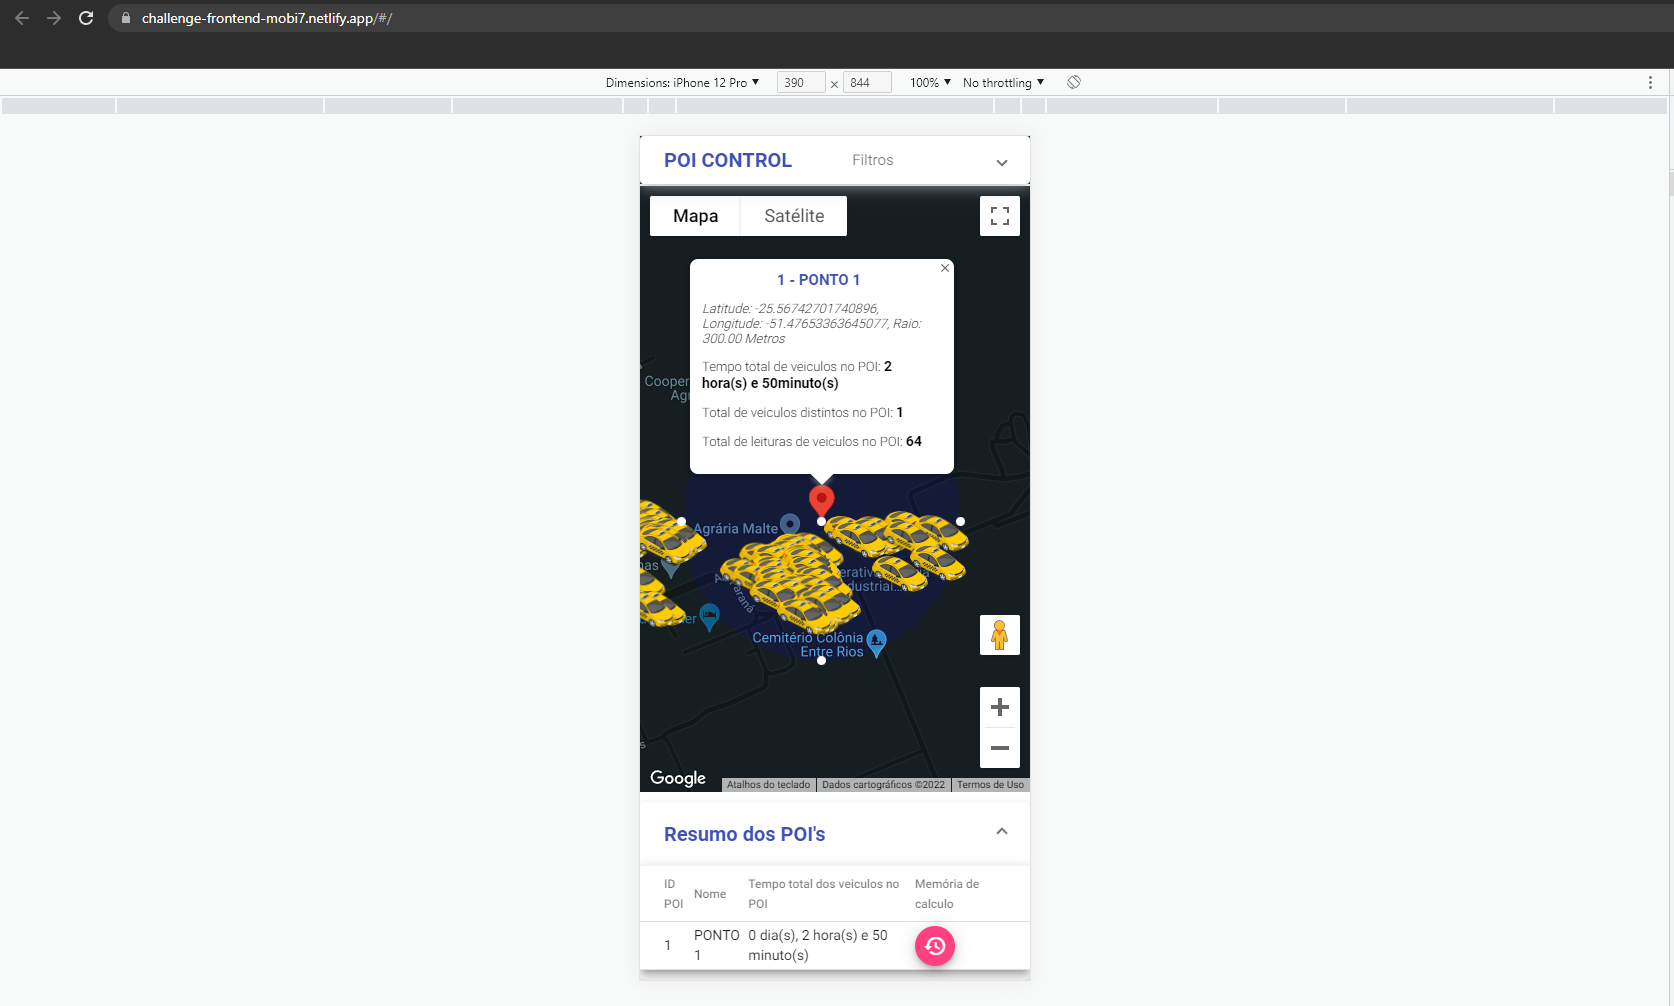 challenge-frontend-mobi7.netlify.app/#/
Dimensions: iPhone 12 Pro ▼ 390 × 844 100% ▼ No throttling ▼
POI CONTROL Filtros
Mapa Satélite
1 - PONTO 1
Latitude: -25.56742701740896,
Longitude: -51.47653363645077, Raio:
300.00 Metros
Tempo total de veiculos no POI: 2
hora(s) e 50minuto(s)
Total de veiculos distintos no POI: 1
Total de leituras de veiculos no POI: 64
Cooper
Agr
Agrária Malte
nas
erativ
dustrial...
araná
er
Cemitério Colônia
Entre Rios
s
Google
Atalhos do teclado Dados cartográficos ©2022 Termos de Uso
Resumo dos POI's
ID
POI
Nome
Tempo total dos veiculos no
POI
Memória de
calculo
1
PONTO
1
0 dia(s), 2 hora(s) e 50
minuto(s)